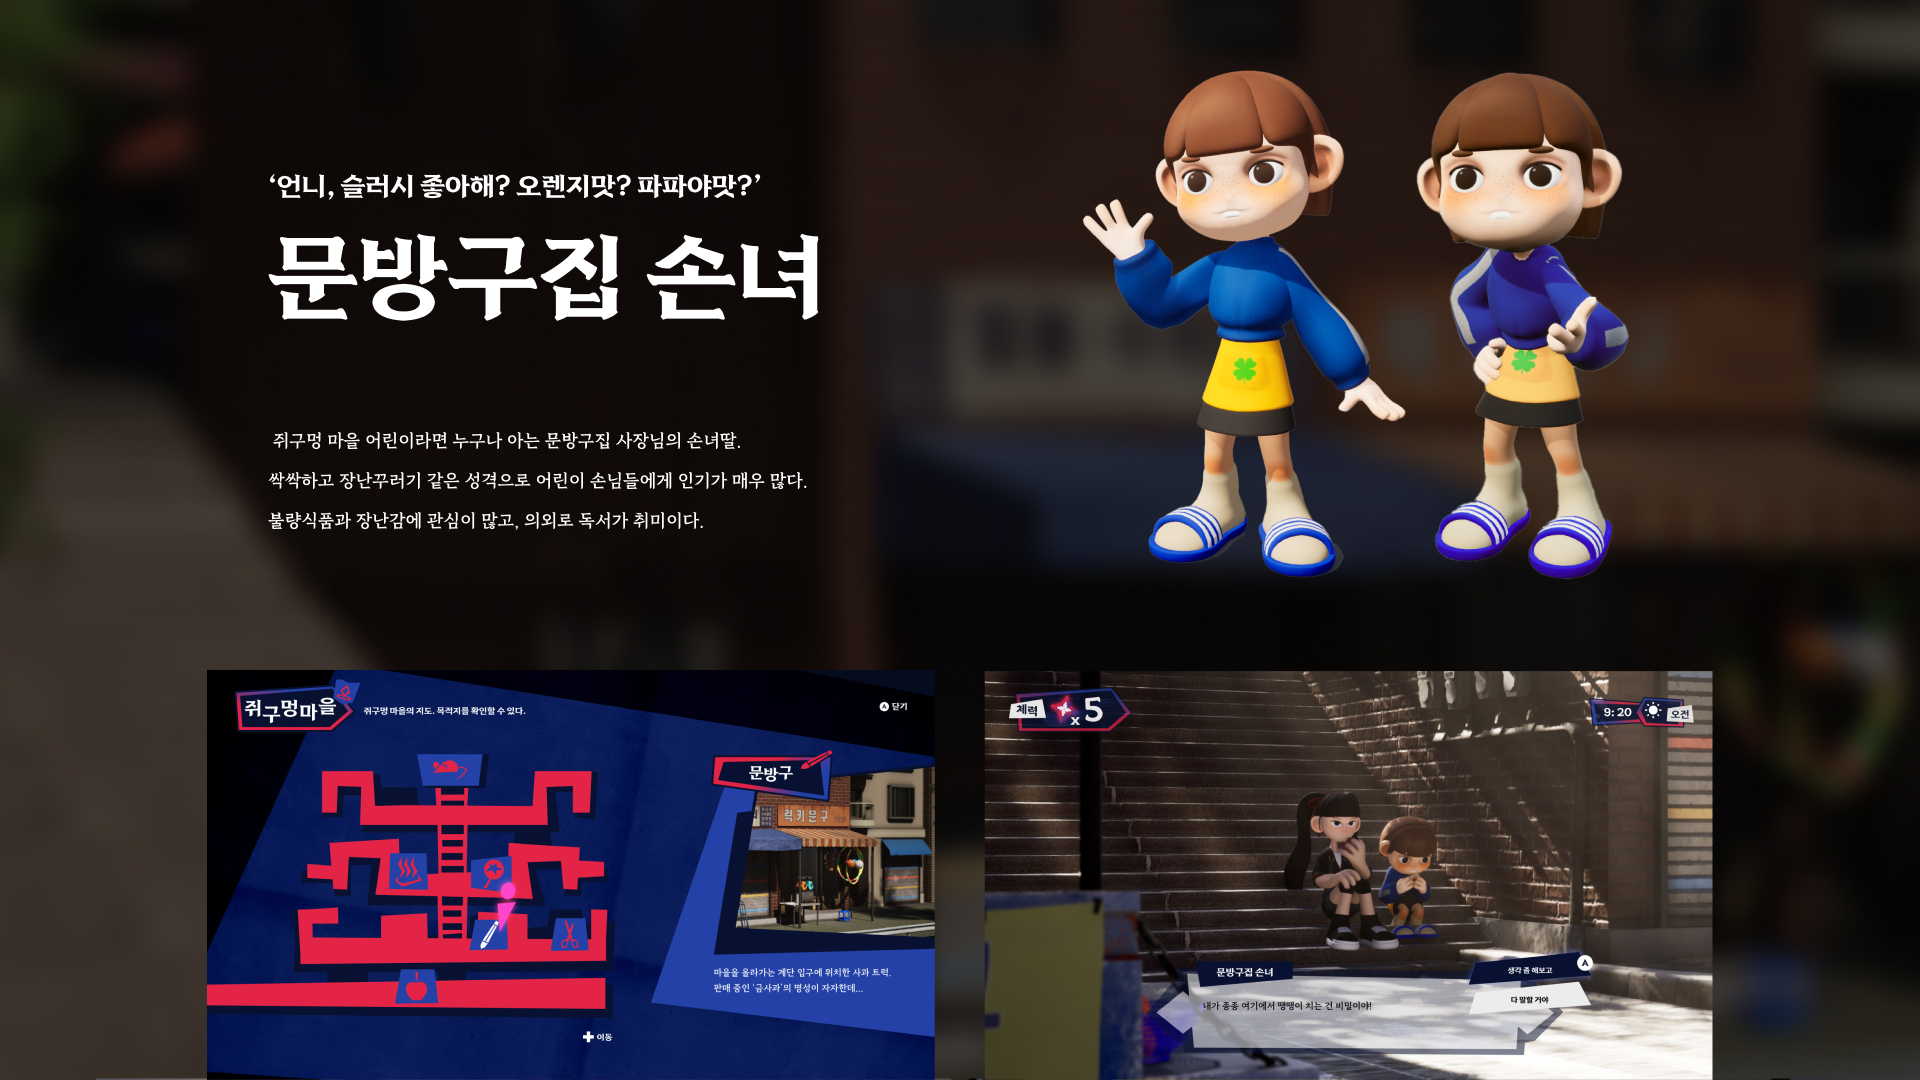 ‘언니, 슬러시 좋아해? 오렌지맛? 파파야맛?’
문방구집 손녀
쥐구멍 마을 어린이라면 누구나 아는 문방구집 사장님의 손녀딸.
싹싹하고 장난꾸러기 같은 성격으로 어린이 손님들에게 인기가 매우 많다.
불량식품과 장난감에 관심이 많고, 의외로 독서가 취미이다.
쥐구멍마을
쥐구멍 마을의 지도. 목적지를 확인할 수 있다.
A 닫기
문방구
럭키문구
마을을 올라가는 계단 입구에 위치한 사과 트럭.
판매 중인 '금사과'의 명성이 자자한데...
이동
체력 x 5
9: 20 오전
문방구집 손녀
내가 종종 여기에서 땡땡이 치는 건 비밀이야!
생각 좀 해보고 A
다 말할 거야